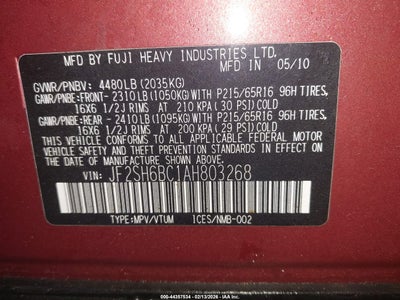 MFD BY FUJI HEAVY INDUSTRIES LTD.
MADE IN JAPAN 05/10
GVWR/PNBV: 4480LB (2035KG)
GAWR/PNBE: FRONT- 2310LB(1050KG)WITH P215/65R16 96H TIRES,
16X6 1/2J RIMS AT 210 KPA (30 PSI) COLD
GAWR/PNBE: REAR - 2410LB(1095KG)WITH P215/65R16 96H TIRES,
16X6 1/2J RIMS AT 200 KPA (29 PSI) COLD
THIS VEHICLE CONFORMS TO ALL APPLICABLE FEDERAL MOTOR
VEHICLE SAFETY AND THEFT PREVENTION STANDARDS IN EFFECT
ON THE DATE OF MANUFACTURE SHOWN ABOVE.
VIN: JF2SH6BC1AH803268
TYPE:MPV/VTUM ICES/NMB-002
000-44357534 - 02/13/2026 - IAA Inc.